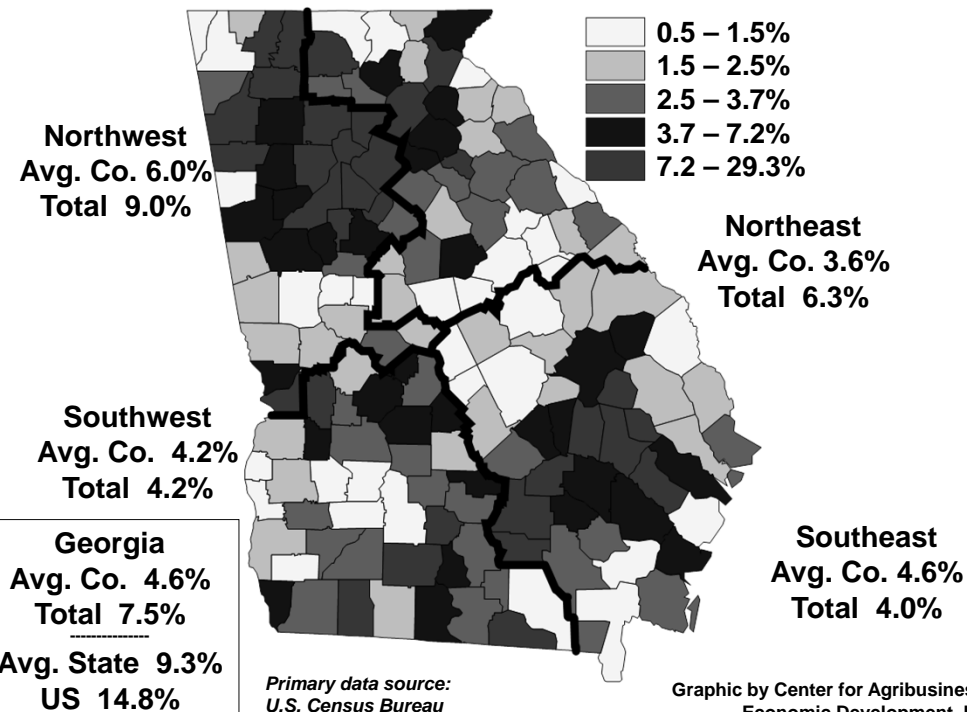 0.5 – 1.5%
1.5 – 2.5%
2.5 – 3.7%
3.7 – 7.2%
7.2 – 29.3%
Northwest
Avg. Co. 6.0%
Total 9.0%
Northeast
Avg. Co. 3.6%
Total 6.3%
Southwest
Avg. Co. 4.2%
Total 4.2%
Georgia
Avg. Co. 4.6%
Total 7.5%
---------------
Avg. State 9.3%
US 14.8%
Southeast
Avg. Co. 4.6%
Total 4.0%
Primary data source:
U.S. Census Bureau
Graphic by Center for Agribusines
Economic Development,